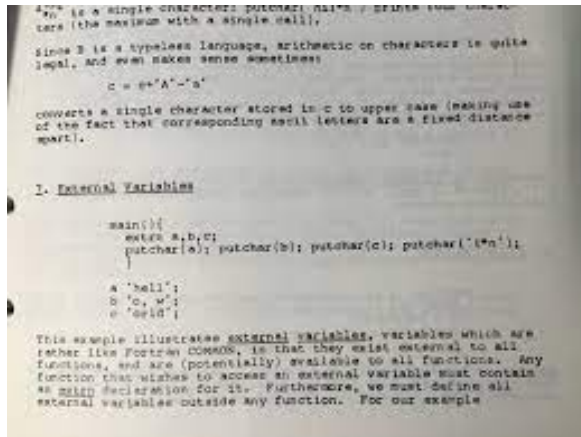 is a single character; putchar(
(the maximum with a single call).
Since B is a typeless language, arithmetic on characters is quite
legal, and even makes sense sometimes:
c = c+'A'-'a'
converts a single character stored in c to upper case (making use
of the fact that corresponding ascii letters are a fixed distance
apart).
7. External Variables
main(){
extrn a,b,c;
putchar(a); putchar(b); putchar(c); putchar('!*n');
}
a 'hell';
b 'o, w';
c 'orld';
This example illustrates external variables, variables which are
rather like Fortran COMMON, in that they exist external to all
functions, and are (potentially) available to all functions. Any
function that wishes to access an external variable must contain
an extrn declaration for it. Furthermore, we must define all
external variables outside any function. For our example